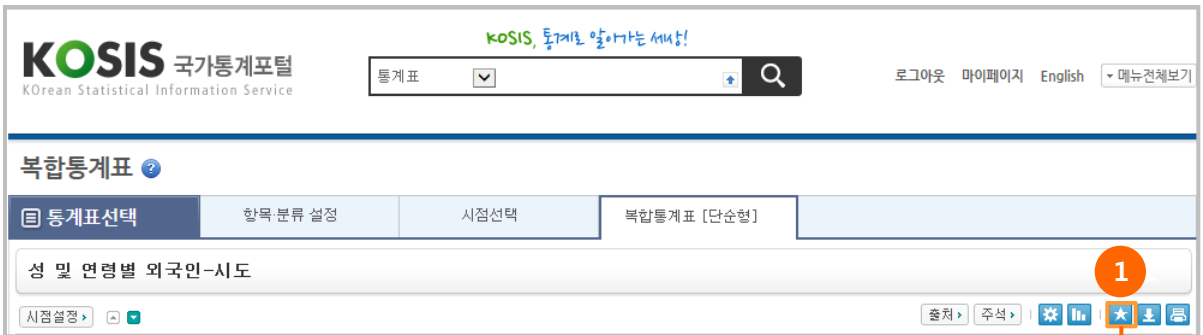 KOSIS, 통계로 알아가는 세상!
KOSIS 국가통계포털
KOrean Statistical Information Service
통계표
로그아웃 마이페이지 English 메뉴전체보기
복합통계표
통계표선택 항목·분류 설정 시점선택 복합통계표 [단순형]
성 및 연령별 외국인-시도
1
시점설정 출처 주석